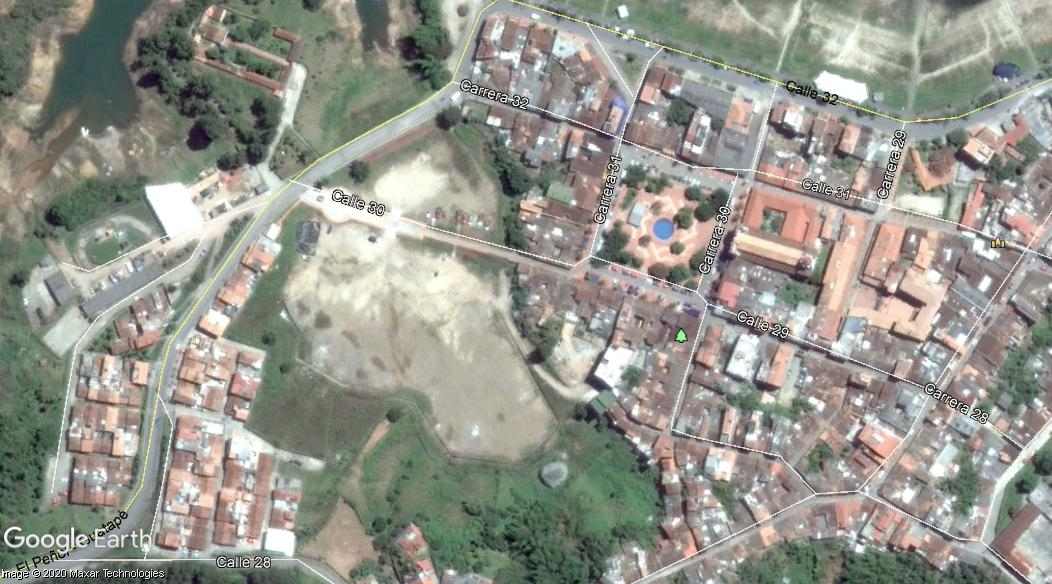 Calle 32
Carrera 32
Carrera 29
Carrera 31
Calle 31
Calle 30
Carrera 30
Calle 29
Carrera 28
Google Earth
El Peñol
Calle 28
Image © 2020 Maxar Technologies